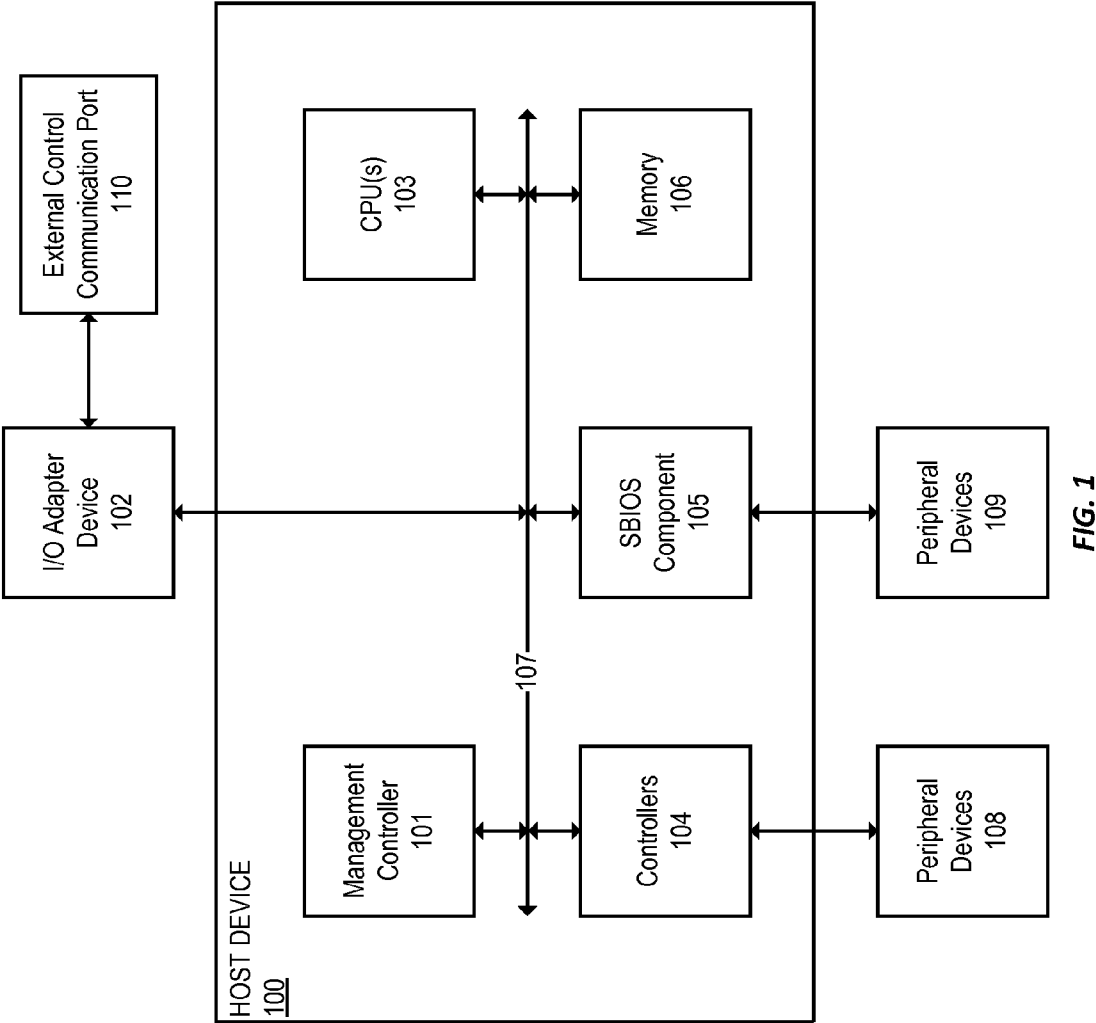 HOST DEVICE
100
I/O Adapter
Device
102
External Control
Communication Port
110
Management
Controller
101
CPU(s)
103
107
Controllers
104
SBIOS
Component
105
Memory
106
Peripheral
Devices
108
Peripheral
Devices
109
FIG. 1